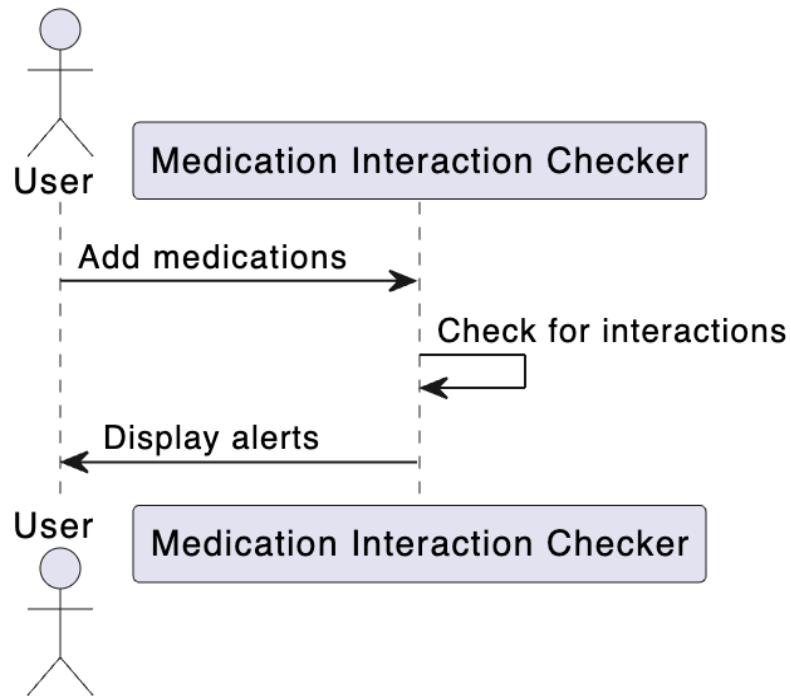 User
Medication Interaction Checker
Add medications
Check for interactions
Display alerts
User
Medication Interaction Checker